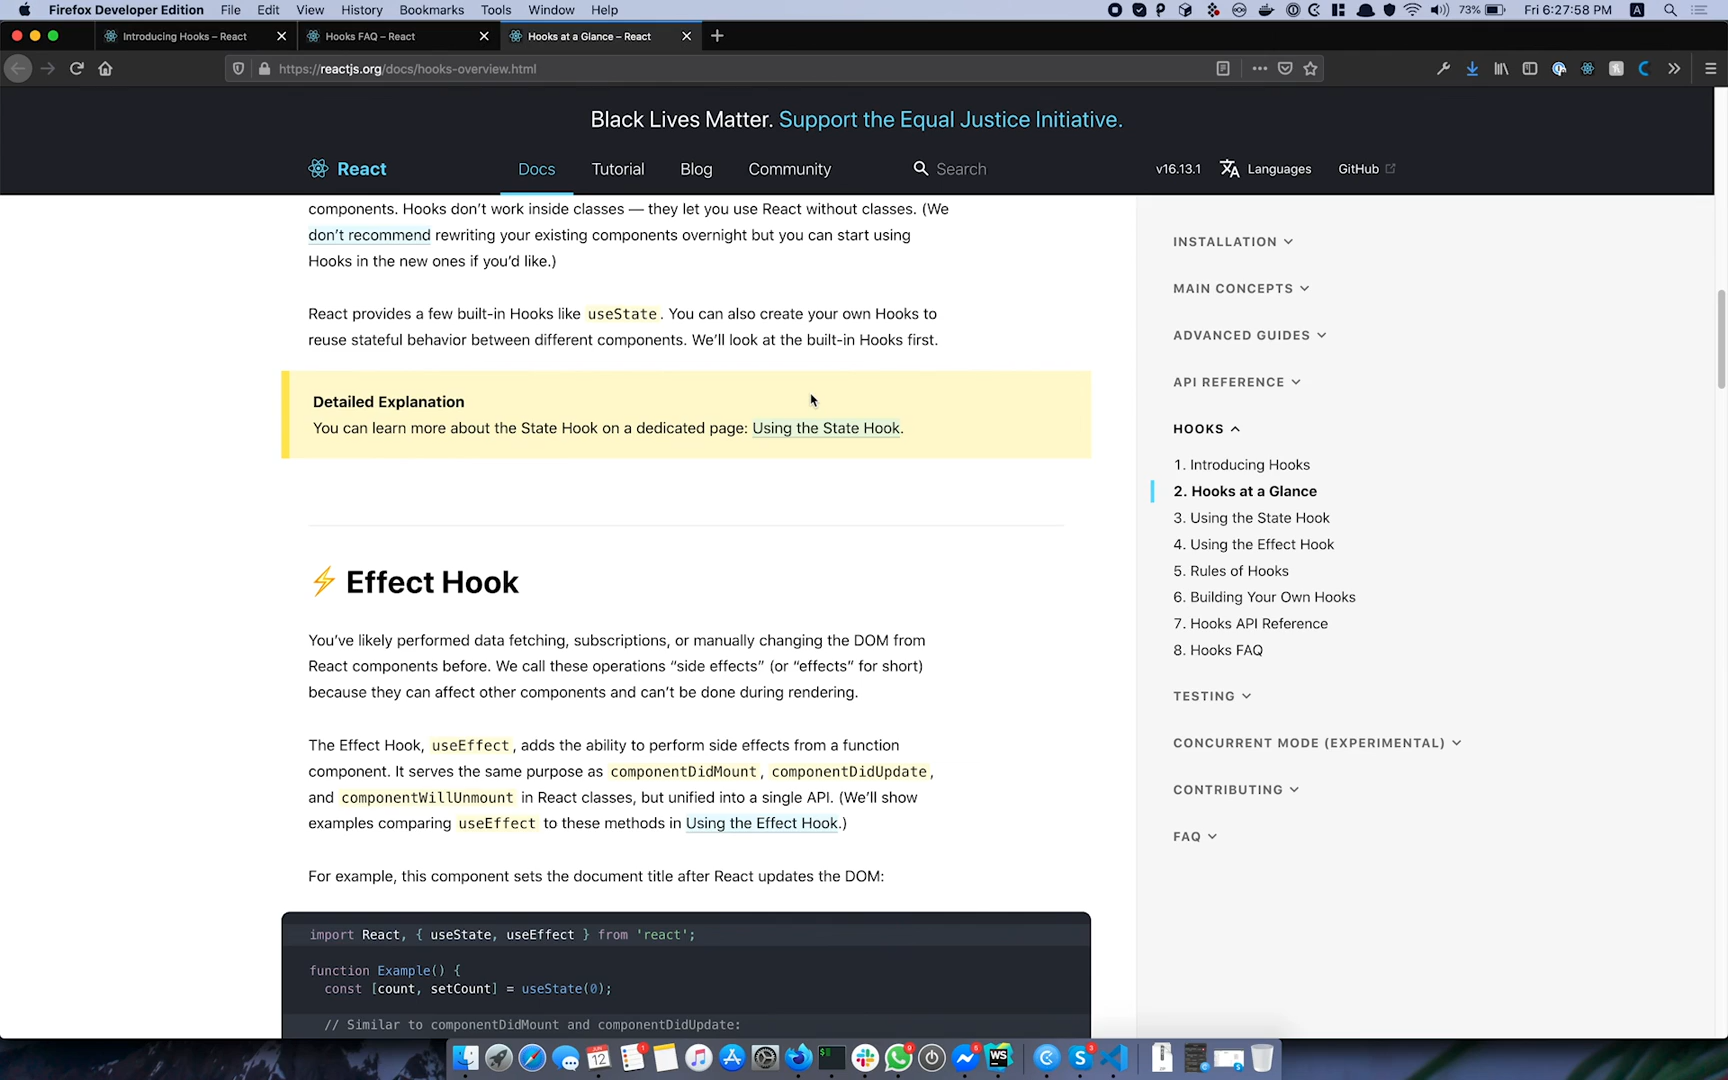 Firefox Developer Edition File Edit View History Bookmarks Tools Window Help 73% Fri 6:27:58 PM A
Introducing Hooks – React Hooks FAQ – React Hooks at a Glance – React
https://reactjs.org/docs/hooks-overview.html
Black Lives Matter. Support the Equal Justice Initiative.
React Docs Tutorial Blog Community Search v16.13.1 Languages GitHub
components. Hooks don’t work inside classes — they let you use React without classes. (We
don’t recommend rewriting your existing components overnight but you can start using
Hooks in the new ones if you’d like.)
React provides a few built-in Hooks like useState. You can also create your own Hooks to
reuse stateful behavior between different components. We’ll look at the built-in Hooks first.
Detailed Explanation
You can learn more about the State Hook on a dedicated page: Using the State Hook.
⚡ Effect Hook
You’ve likely performed data fetching, subscriptions, or manually changing the DOM from
React components before. We call these operations “side effects” (or “effects” for short)
because they can affect other components and can’t be done during rendering.
The Effect Hook, useEffect, adds the ability to perform side effects from a function
component. It serves the same purpose as componentDidMount, componentDidUpdate,
and componentWillUnmount in React classes, but unified into a single API. (We’ll show
examples comparing useEffect to these methods in Using the Effect Hook.)
For example, this component sets the document title after React updates the DOM:
import React, { useState, useEffect } from 'react';
function Example() {
const [count, setCount] = useState(0);
// Similar to componentDidMount and componentDidUpdate:
INSTALLATION
MAIN CONCEPTS
ADVANCED GUIDES
API REFERENCE
HOOKS
1. Introducing Hooks
2. Hooks at a Glance
3. Using the State Hook
4. Using the Effect Hook
5. Rules of Hooks
6. Building Your Own Hooks
7. Hooks API Reference
8. Hooks FAQ
TESTING
CONCURRENT MODE (EXPERIMENTAL)
CONTRIBUTING
FAQ
12
WS